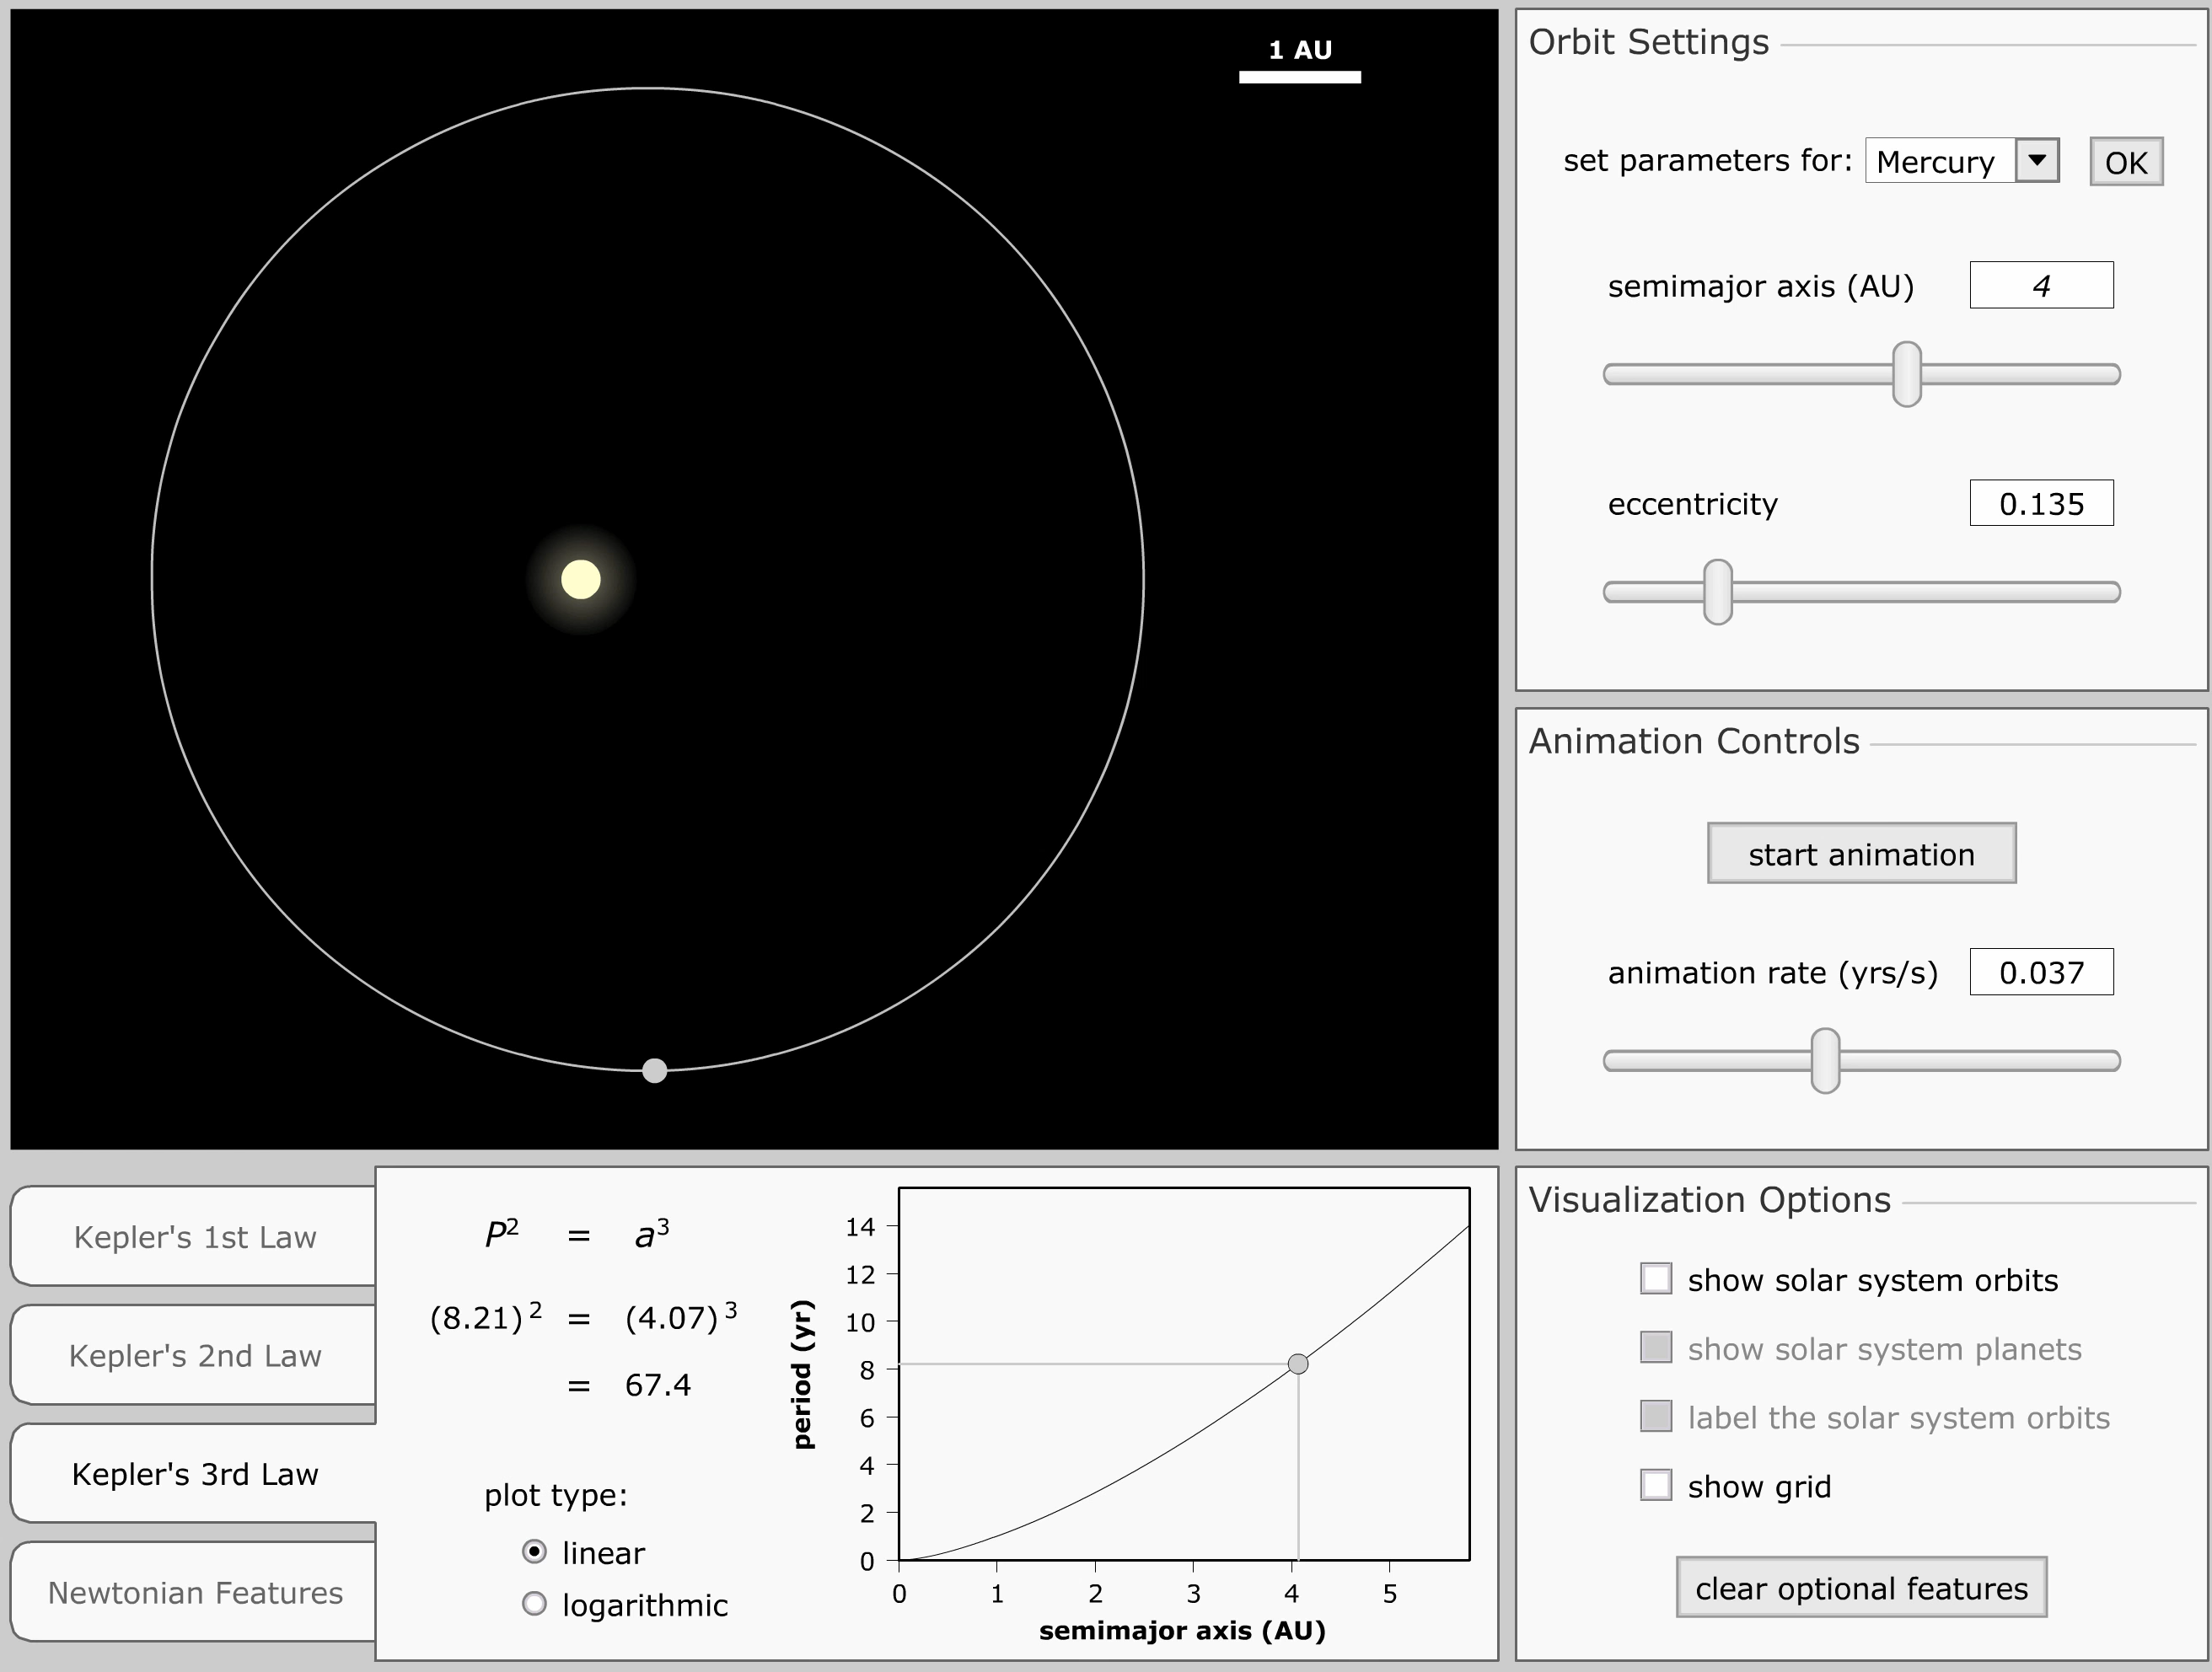 1 AU
Orbit Settings
set parameters for: Mercury OK
semimajor axis (AU) 4
eccentricity 0.135
Animation Controls
start animation
animation rate (yrs/s) 0.037
Kepler's 1st Law
Kepler's 2nd Law
Kepler's 3rd Law
Newtonian Features
P² = a³
(8.21)² = (4.07)³
= 67.4
plot type:
linear
logarithmic
period (yr)
14
12
10
8
6
4
2
0
0 1 2 3 4 5
semimajor axis (AU)
Visualization Options
show solar system orbits
show solar system planets
label the solar system orbits
show grid
clear optional features